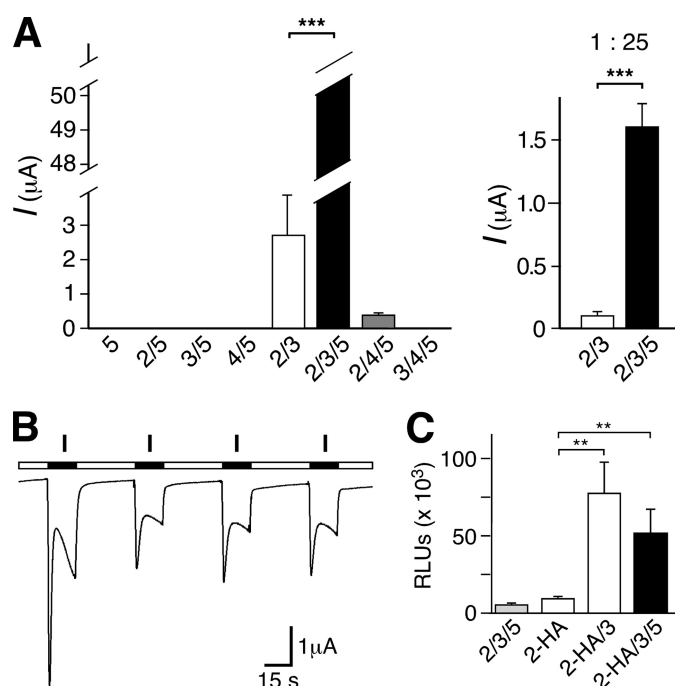 A
***
I (μA)
50
49
48
3
2
1
0
5
2/5
3/5
4/5
2/3
2/3/5
2/4/5
3/4/5
1 : 25
***
I (μA)
1.5
1.0
0.5
0
2/3
2/3/5
B
1μA
15 s
C
**
**
RLUs (x 10³)
100
50
0
2/3/5
2-HA
2-HA/3
2-HA/3/5